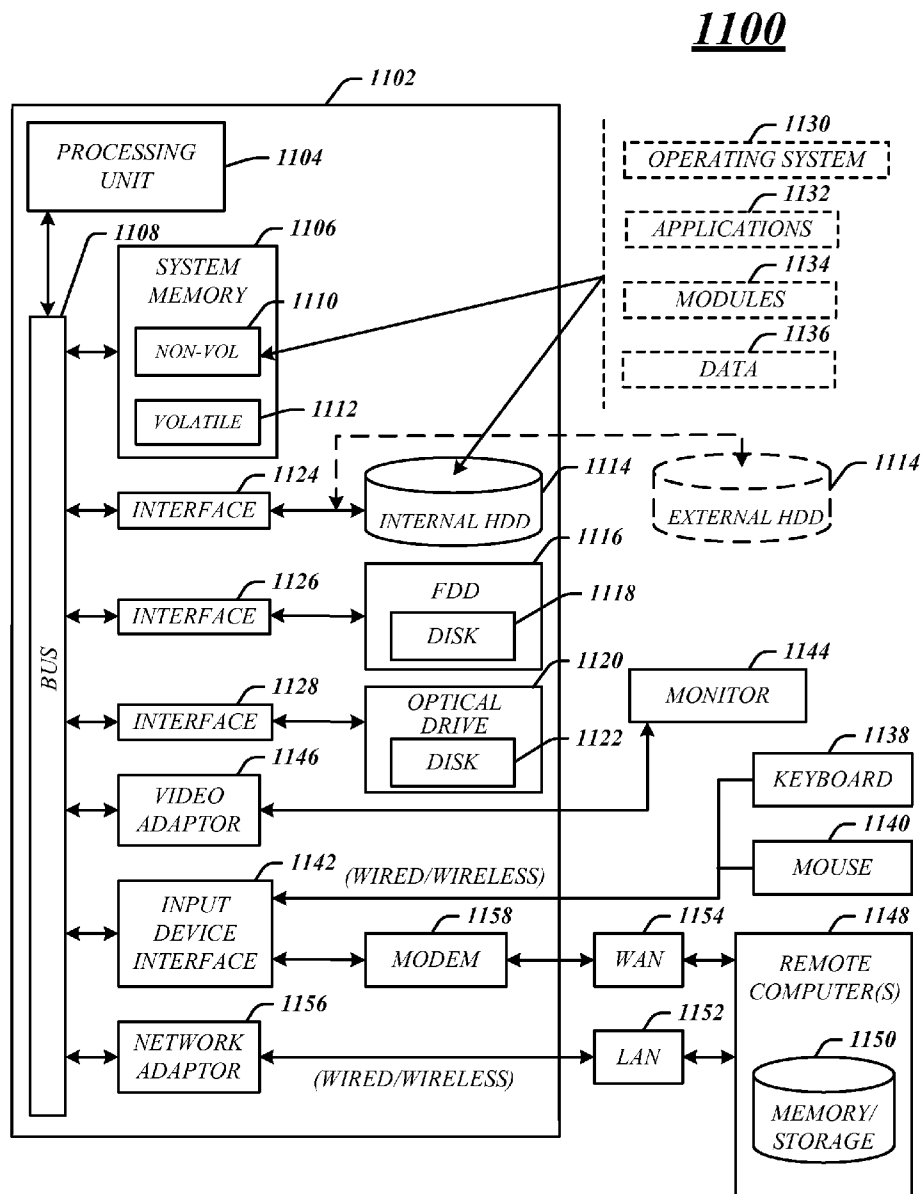 1100
1102
PROCESSING
UNIT
1104
1108
1106
SYSTEM
MEMORY
1110
NON-VOL
1112
VOLATILE
1130
OPERATING SYSTEM
1132
APPLICATIONS
1134
MODULES
1136
DATA
BUS
1124
INTERFACE
1114
INTERNAL HDD
1114
EXTERNAL HDD
1126
INTERFACE
1116
FDD
1118
DISK
1128
INTERFACE
1120
OPTICAL
DRIVE
1122
DISK
1144
MONITOR
1146
VIDEO
ADAPTOR
1138
KEYBOARD
1140
MOUSE
1142
INPUT
DEVICE
INTERFACE
(WIRED/WIRELESS)
1158
MODEM
1154
WAN
1148
REMOTE
COMPUTER(S)
1156
NETWORK
ADAPTOR
(WIRED/WIRELESS)
1152
LAN
1150
MEMORY/
STORAGE